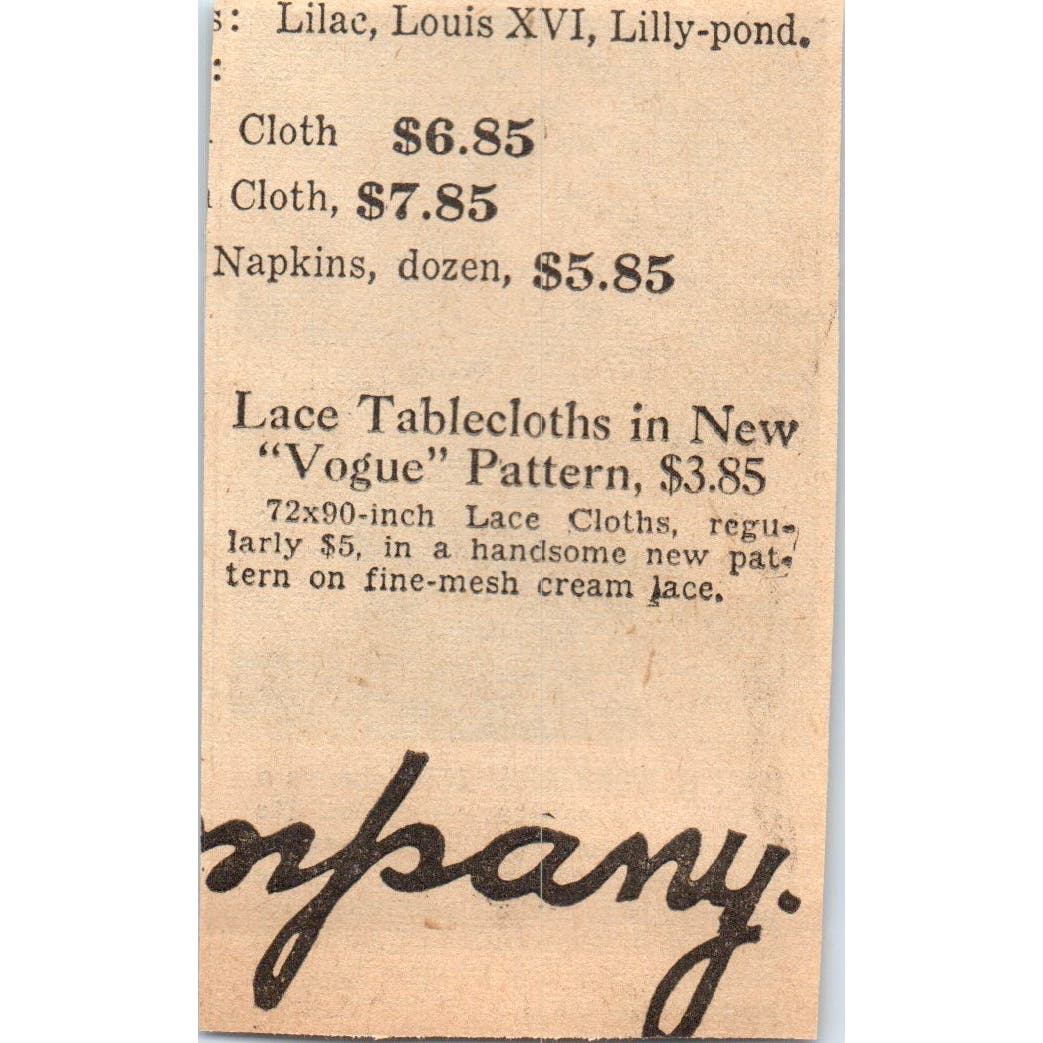 s: Lilac, Louis XVI, Lilly-pond.
:
Cloth $6.85
Cloth, $7.85
Napkins, dozen, $5.85
Lace Tablecloths in New
"Vogue" Pattern, $3.85
72x90-inch Lace Cloths, regu-
larly $5, in a handsome new pat-
tern on fine-mesh cream lace.
mpany.